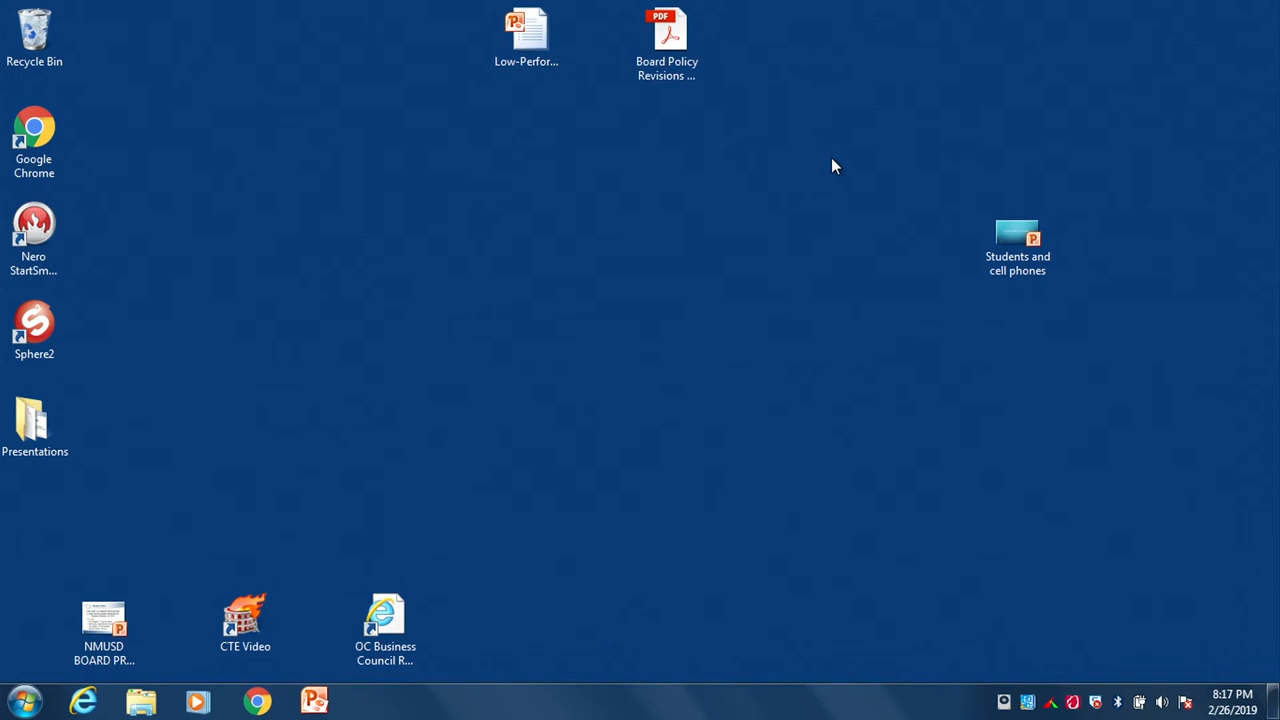 Recycle Bin
Low-Perfor...
PDF
Board Policy
Revisions ...
Google
Chrome
Students and
cell phones
Nero
StartSm...
Sphere2
Presentations
NMUSD
BOARD PR...
CTE Video
OC Business
Council R...
8:17 PM
2/26/2019